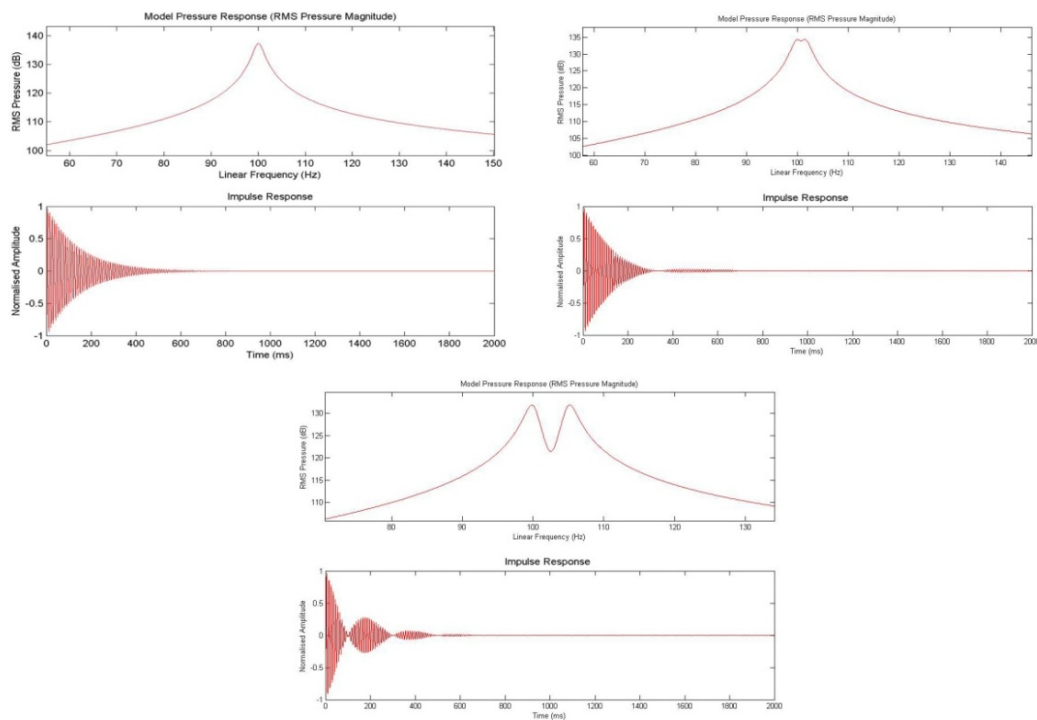 Model Pressure Response (RMS Pressure Magnitude)
RMS Pressure (dB)
140
130
120
110
100
60 70 80 90 100 110 120 130 140 150
Linear Frequency (Hz)
Impulse Response
Normalised Amplitude
1
0.5
0
-0.5
-1
0 200 400 600 800 1000 1200 1400 1600 1800 2000
Time (ms)
Model Pressure Response (RMS Pressure Magnitude)
RMS Pressure (dB)
135
130
125
120
115
110
105
100
60 70 80 90 100 110 120 130 140
Linear Frequency (Hz)
Impulse Response
Normalised Amplitude
1
0.5
0
-0.5
-1
0 200 400 600 800 1000 1200 1400 1600 1800 2000
Time (ms)
Model Pressure Response (RMS Pressure Magnitude)
RMS Pressure (dB)
130
125
120
115
110
80 90 100 110 120 130
Linear Frequency (Hz)
Impulse Response
Normalised Amplitude
1
0.5
0
-0.5
-1
0 200 400 600 800 1000 1200 1400 1600 1800 2000
Time (ms)